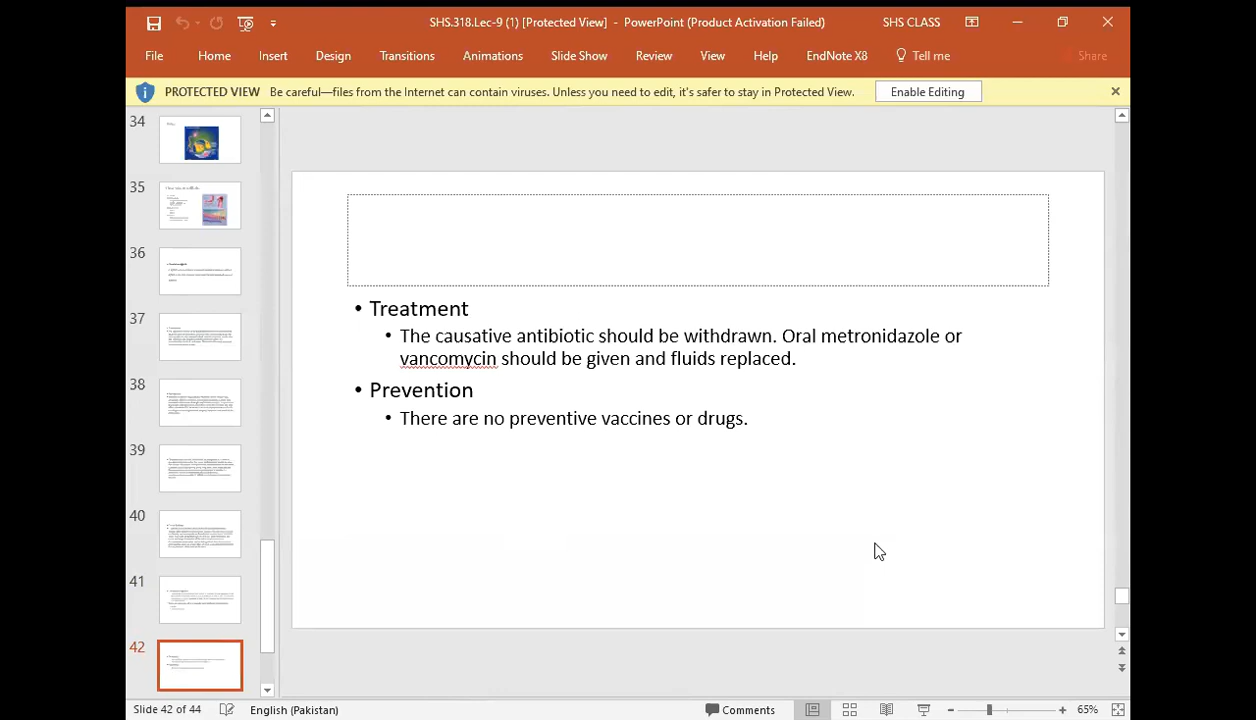 SHS.318.Lec-9 (1) [Protected View] - PowerPoint (Product Activation Failed)
SHS CLASS
File Home Insert Design Transitions Animations Slide Show Review View Help EndNote X8 Tell me Share
PROTECTED VIEW Be careful—files from the Internet can contain viruses. Unless you need to edit, it's safer to stay in Protected View. Enable Editing
34
35
36
37
38
39
40
41
42
• Treatment
• The causative antibiotic should be withdrawn. Oral metronidazole or
vancomycin should be given and fluids replaced.
• Prevention
• There are no preventive vaccines or drugs.
Slide 42 of 44 English (Pakistan) Comments 65%